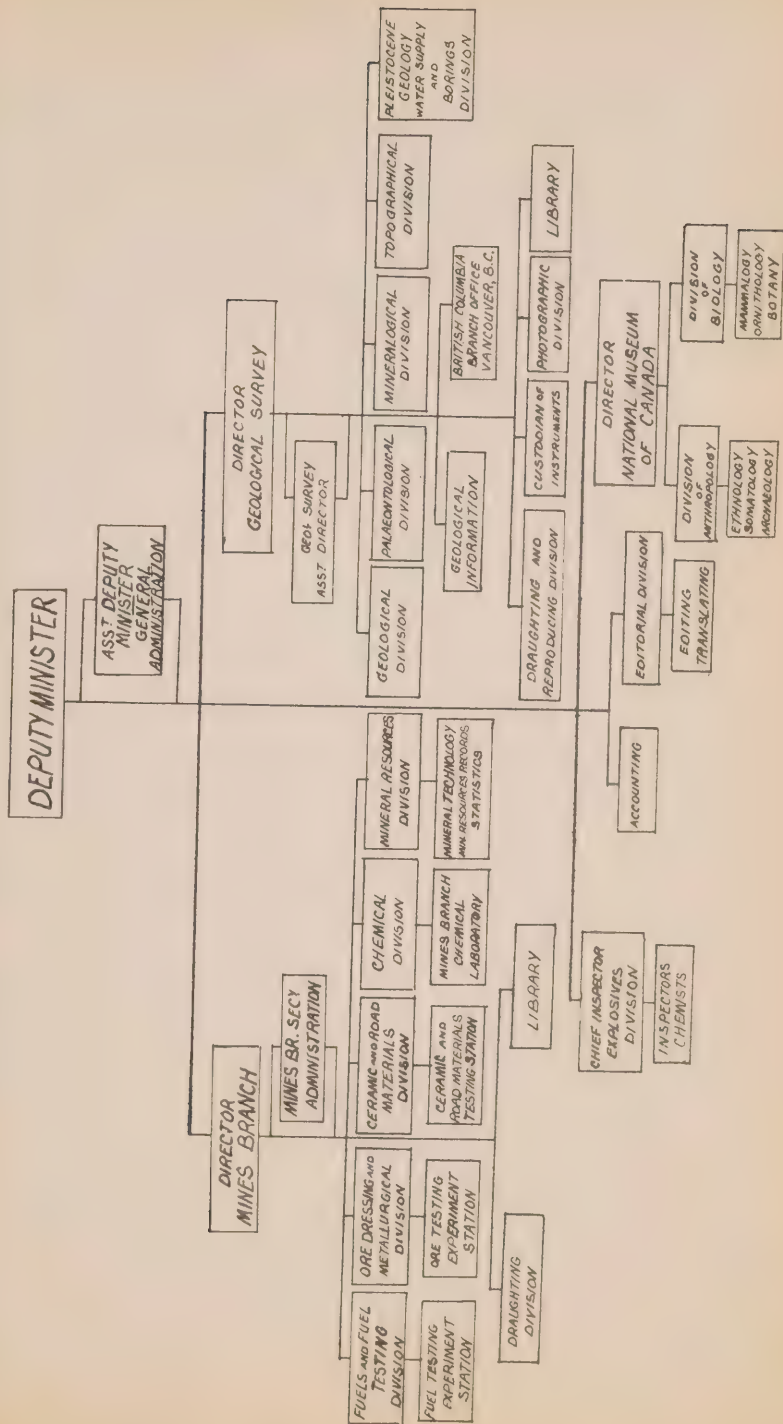 DEPUTY MINISTER
ASST DEPUTY
MINISTER
GENERAL
ADMINISTRATION
DIRECTOR
MINES BRANCH
MINES BR. SECY
ADMINISTRATION
FUELS AND FUEL
TESTING
DIVISION
ORE DRESSING AND
METALLURGICAL
DIVISION
CERAMIC AND ROAD
MATERIALS
DIVISION
CHEMICAL
DIVISION
MINERAL RESOURCES
DIVISION
FUEL TESTING
EXPERIMENT
STATION
ORE TESTING
EXPERIMENT
STATION
CERAMIC AND
ROAD MATERIALS
TESTING STATION
MINES BRANCH
CHEMICAL
LABORATORY
MINERAL TECHNOLOGY
MIN. RESOURCES RECORDS
STATISTICS
DRAUGHTING
DIVISION
LIBRARY
DIRECTOR
GEOLOGICAL SURVEY
GEOL SURVEY
ASST DIRECTOR
GEOLOGICAL
DIVISION
PALAEONTOLOGICAL
DIVISION
MINERALOGICAL
DIVISION
TOPOGRAPHICAL
DIVISION
PLEISTOCENE
GEOLOGY
WATER SUPPLY
AND
BORINGS
DIVISION
GEOLOGICAL
INFORMATION
BRITISH COLUMBIA
BRANCH OFFICE
VANCOUVER, B.C.
DRAUGHTING AND
REPRODUCING DIVISION
CUSTODIAN OF
INSTRUMENTS
PHOTOGRAPHIC
DIVISION
LIBRARY
CHIEF INSPECTOR
EXPLOSIVES
DIVISION
INSPECTORS
CHEMISTS
ACCOUNTING
EDITORIAL DIVISION
EDITING
TRANSLATING
DIRECTOR
NATIONAL MUSEUM
OF CANADA
DIVISION
OF
ANTHROPOLOGY
ETHNOLOGY
SOMATOLOGY
ARCHAEOLOGY
DIVISION
OF
BIOLOGY
MAMMALOGY
ORNITHOLOGY
BOTANY